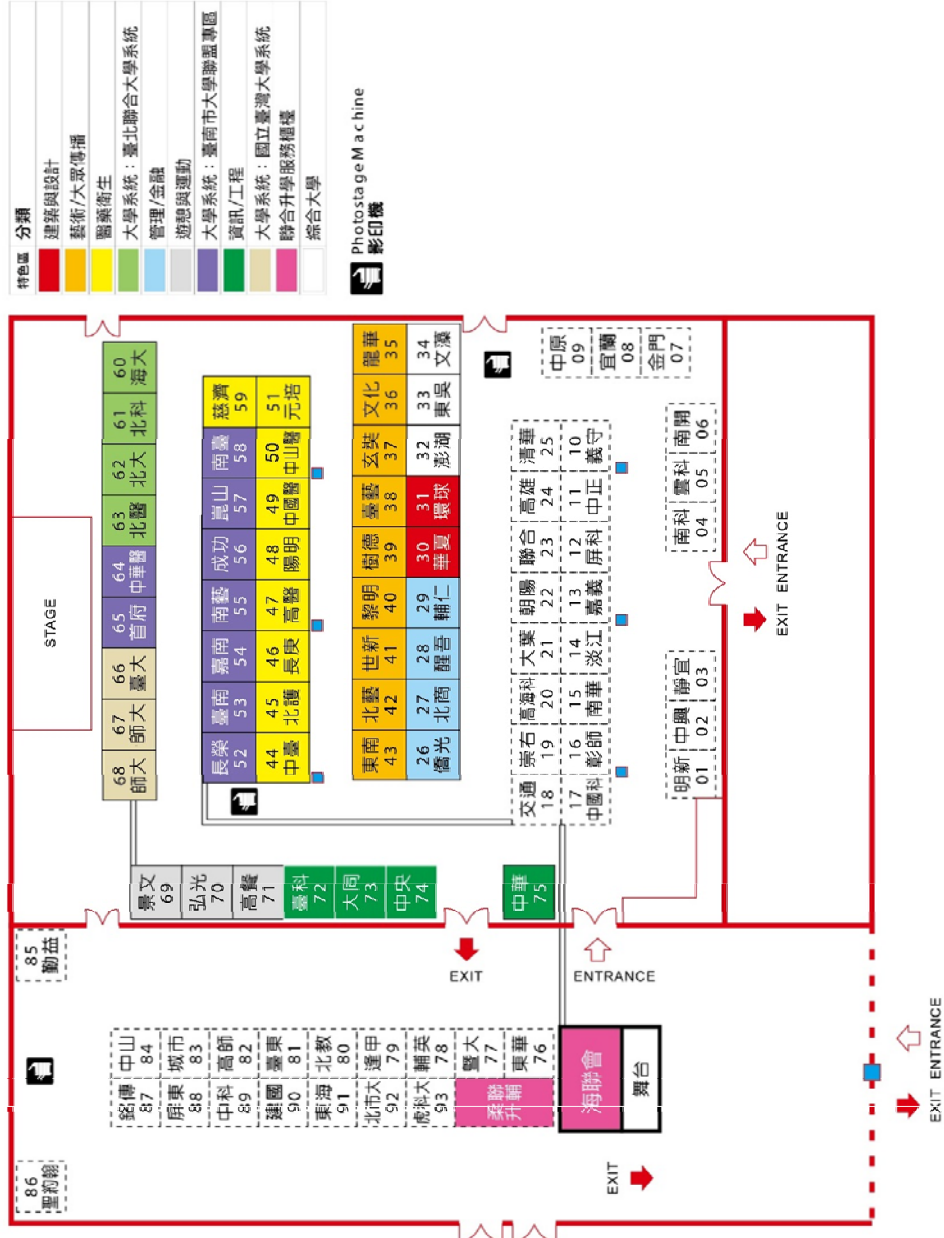 特色區 分類
建築與設計
藝術/大眾傳播
醫藥衛生
大學系統：臺北聯合大學系統
管理/金融
遊憩與運動
大學系統：臺南市大學聯盟專區
資訊/工程
大學系統：國立臺灣大學系統
聯合升學服務櫃檯
綜合大學
PhotostageMachine
影印機
STAGE
68 師大
67 師大
66 臺大
65 首府
64 中華醫
63 北醫
62 北大
61 北科
60 海大
長榮 52
臺南 53
嘉南 54
南藝 55
成功 56
崑山 57
南臺 58
慈濟 59
44 中臺
45 北護
46 長庚
47 高醫
48 陽明
49 中國醫
50 中山醫
51 元培
東南 43
北藝 42
世新 41
黎明 40
樹德 39
臺藝 38
玄奘 37
文化 36
龍華 35
26 僑光
27 北商
28 醒吾
29 輔仁
30 華夏
31 環球
32 澎湖
33 東吳
34 文藻
交通 18
崇右 19
高海科 20
大葉 21
朝陽 22
聯合 23
高雄 24
清華 25
17 中國科
16 彰師
15 南華
14 淡江
13 嘉義
12 屏科
11 中正
10 義守
中原 09
宜蘭 08
金門 07
明新 01
中興 02
靜宜 03
南科 04
雲科 05
南開 06
EXIT ENTRANCE
景文 69
弘光 70
高餐 71
臺科 72
大同 73
中央 74
中華 75
EXIT
ENTRANCE
85 勤益
86 聖約翰
中山 84
城市 83
高師 82
臺東 81
北教 80
逢甲 79
輔英 78
暨大 77
東華 76
銘傳 87
屏東 88
中科 89
建國 90
東海 91
北市大 92
虎科大 93
柔聯
升輔
海聯會
舞台
EXIT
EXIT ENTRANCE